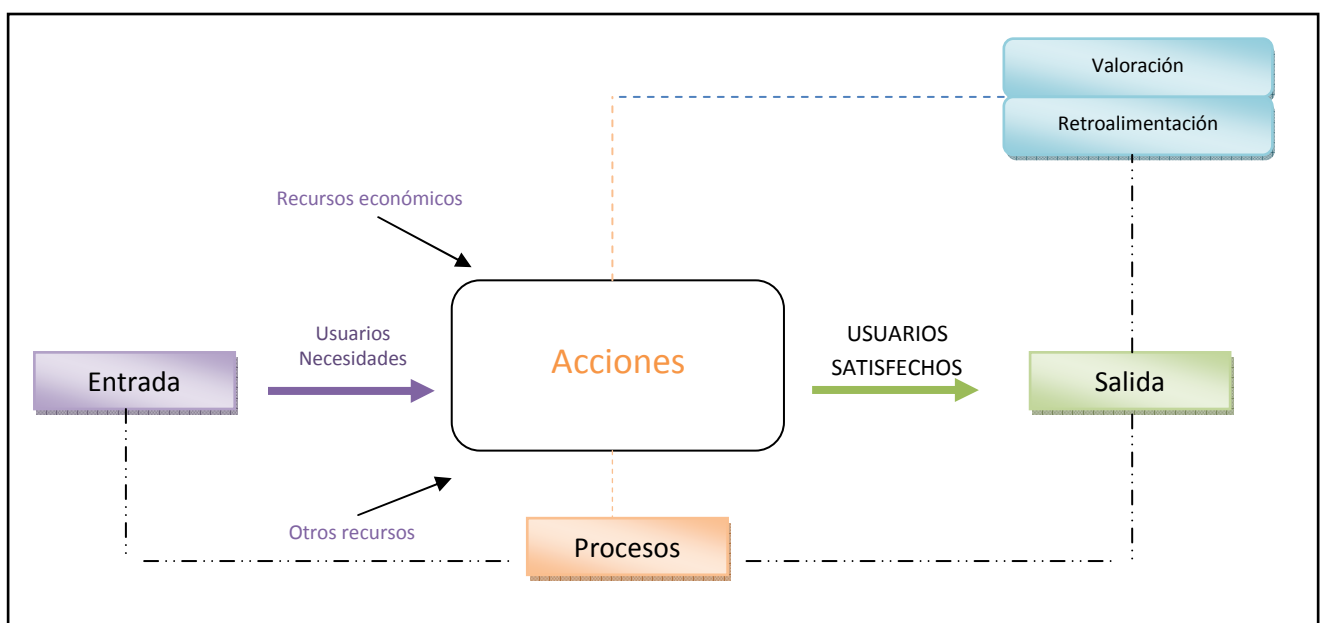 Valoración
Retroalimentación
Recursos económicos
Usuarios
Necesidades
Acciones
USUARIOS
SATISFECHOS
Entrada
Salida
Otros recursos
Procesos